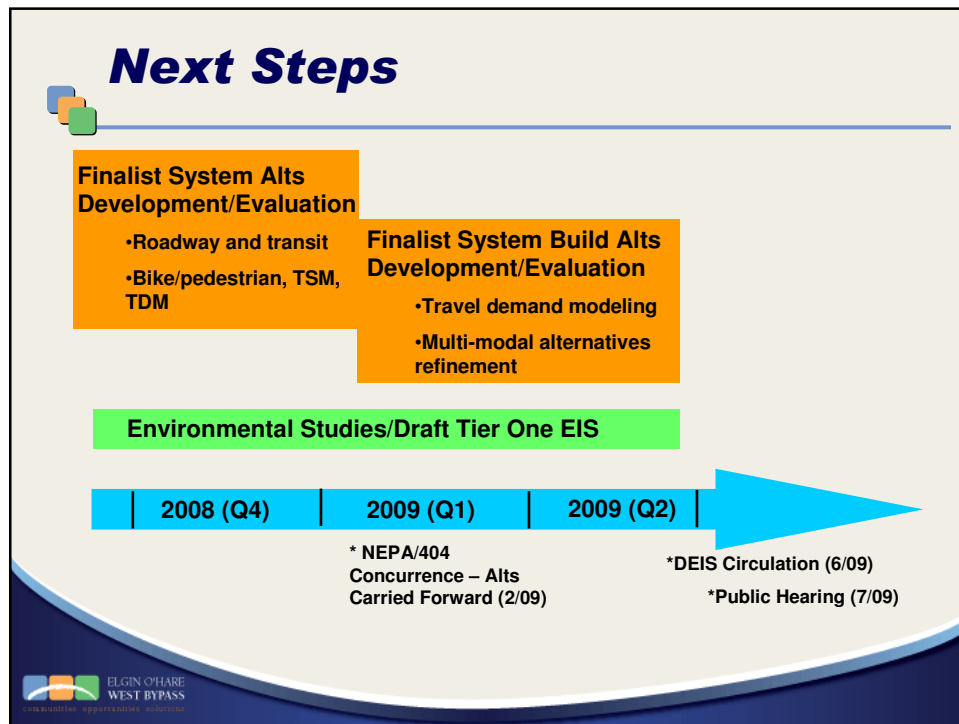 Next Steps
Finalist System Alts
Development/Evaluation
•Roadway and transit
•Bike/pedestrian, TSM,
TDM
Finalist System Build Alts
Development/Evaluation
•Travel demand modeling
•Multi-modal alternatives
refinement
Environmental Studies/Draft Tier One EIS
2008 (Q4) 2009 (Q1) 2009 (Q2)
* NEPA/404
Concurrence – Alts
Carried Forward (2/09)
*DEIS Circulation (6/09)
*Public Hearing (7/09)
ELGIN O'HARE
WEST BYPASS
communities opportunities solutions